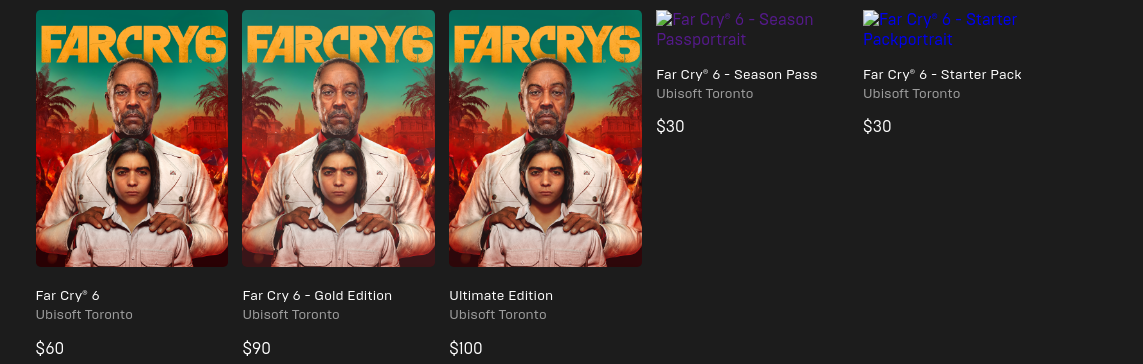 FARCRY6
FARCRY6
FARCRY6
Far Cry® 6 - Season
Passportrait
Far Cry® 6 - Starter
Packportrait
Far Cry® 6 - Season Pass
Ubisoft Toronto
$30
Far Cry® 6 - Starter Pack
Ubisoft Toronto
$30
Far Cry® 6
Ubisoft Toronto
$60
Far Cry 6 - Gold Edition
Ubisoft Toronto
$90
Ultimate Edition
Ubisoft Toronto
$100